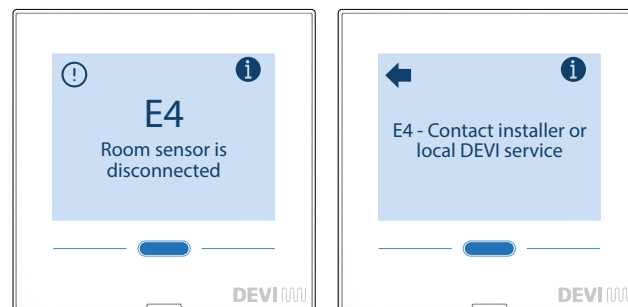 E4
Room sensor is
disconnected
DEVI
E4 - Contact installer or
local DEVI service
DEVI